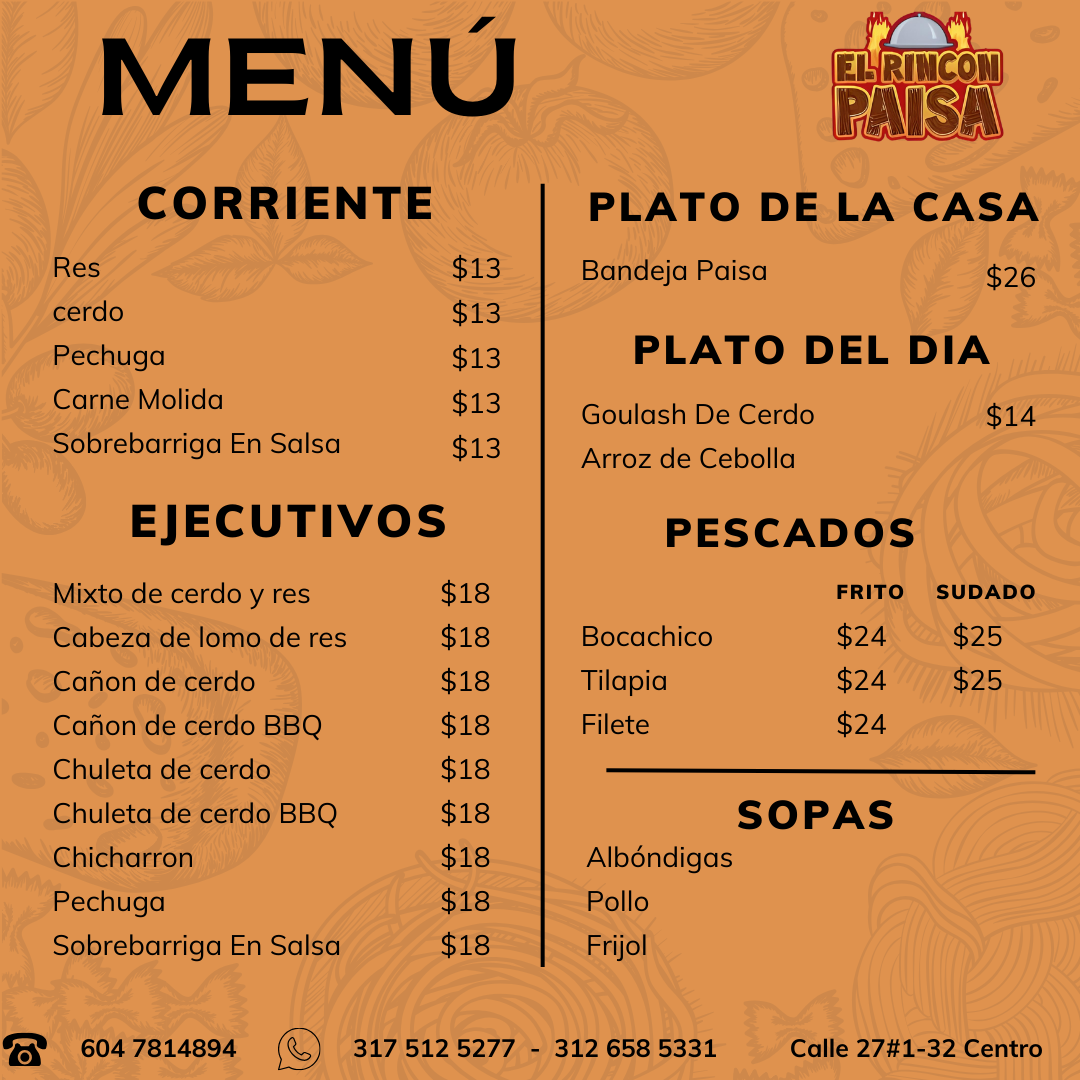 MENÚ
EL RINCON
PAISA
CORRIENTE
Res $13
cerdo $13
Pechuga $13
Carne Molida $13
Sobrebarriga En Salsa $13
EJECUTIVOS
Mixto de cerdo y res $18
Cabeza de lomo de res $18
Cañon de cerdo $18
Cañon de cerdo BBQ $18
Chuleta de cerdo $18
Chuleta de cerdo BBQ $18
Chicharron $18
Pechuga $18
Sobrebarriga En Salsa $18
PLATO DE LA CASA
Bandeja Paisa $26
PLATO DEL DIA
Goulash De Cerdo $14
Arroz de Cebolla
PESCADOS
FRITO SUDADO
Bocachico $24 $25
Tilapia $24 $25
Filete $24
SOPAS
Albóndigas
Pollo
Frijol
604 7814894 317 512 5277 - 312 658 5331 Calle 27#1-32 Centro